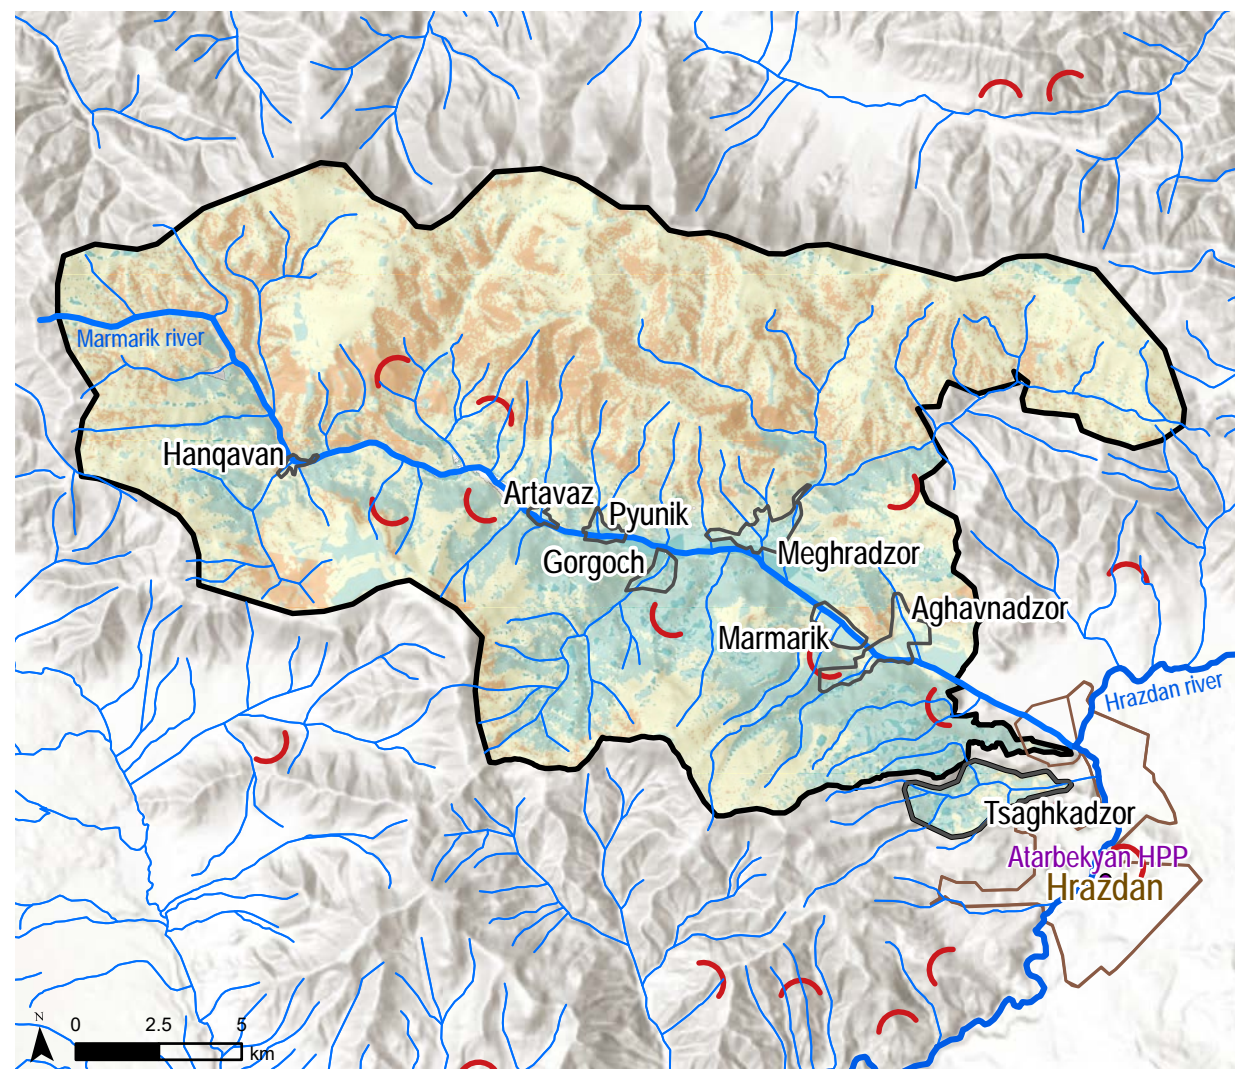 Marmarik river
Hanqavan
Artavaz
Pyunik
Gorgoch
Meghradzor
Aghavnadzor
Marmarik
Hrazdan river
Tsaghkadzor
Atarbekyan HPP
Hrazdan
N
0 2.5 5
km